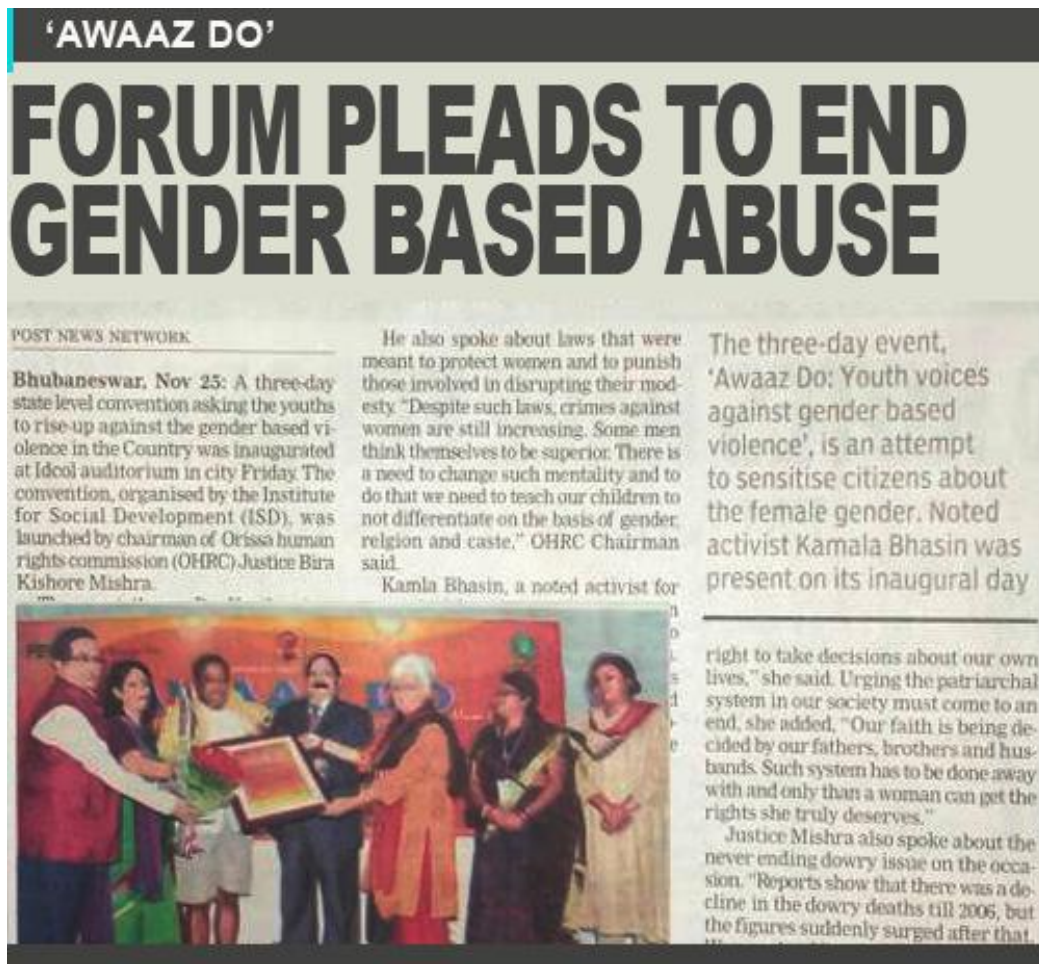 ‘AWAAZ DO’
FORUM PLEADS TO END
GENDER BASED ABUSE
POST NEWS NETWORK
Bhubaneswar, Nov 25: A three-day
state level convention asking the youths
to rise up against the gender based vi-
olence in the Country was inaugurated
at Idcol auditorium in city Friday. The
convention, organised by the Institute
for Social Development (ISD), was
launched by chairman of Orissa human
rights commission (OHRC) Justice Bira
Kishore Mishra.
He also spoke about laws that were
meant to protect women and to punish
those involved in disrupting their mod-
esty. "Despite such laws, crimes against
women are still increasing. Some men
think themselves to be superior. There is
a need to change such mentality and to
do that we need to teach our children to
not differentiate on the basis of gender,
relgion and caste," OHRC Chairman
said.
Kamla Bhasin, a noted activist for
The three-day event,
‘Awaaz Do: Youth voices
against gender based
violence’, is an attempt
to sensitise citizens about
the female gender. Noted
activist Kamala Bhasin was
present on its inaugural day
right to take decisions about our own
lives," she said. Urging the patriarchal
system in our society must come to an
end, she added, "Our faith is being de-
cided by our fathers, brothers and hus-
bands. Such system has to be done away
with and only than a woman can get the
rights she truly deserves."
Justice Mishra also spoke about the
never ending dowry issue on the occa-
sion. "Reports show that there was a de-
cline in the dowry deaths till 2006, but
the figures suddenly surged after that.